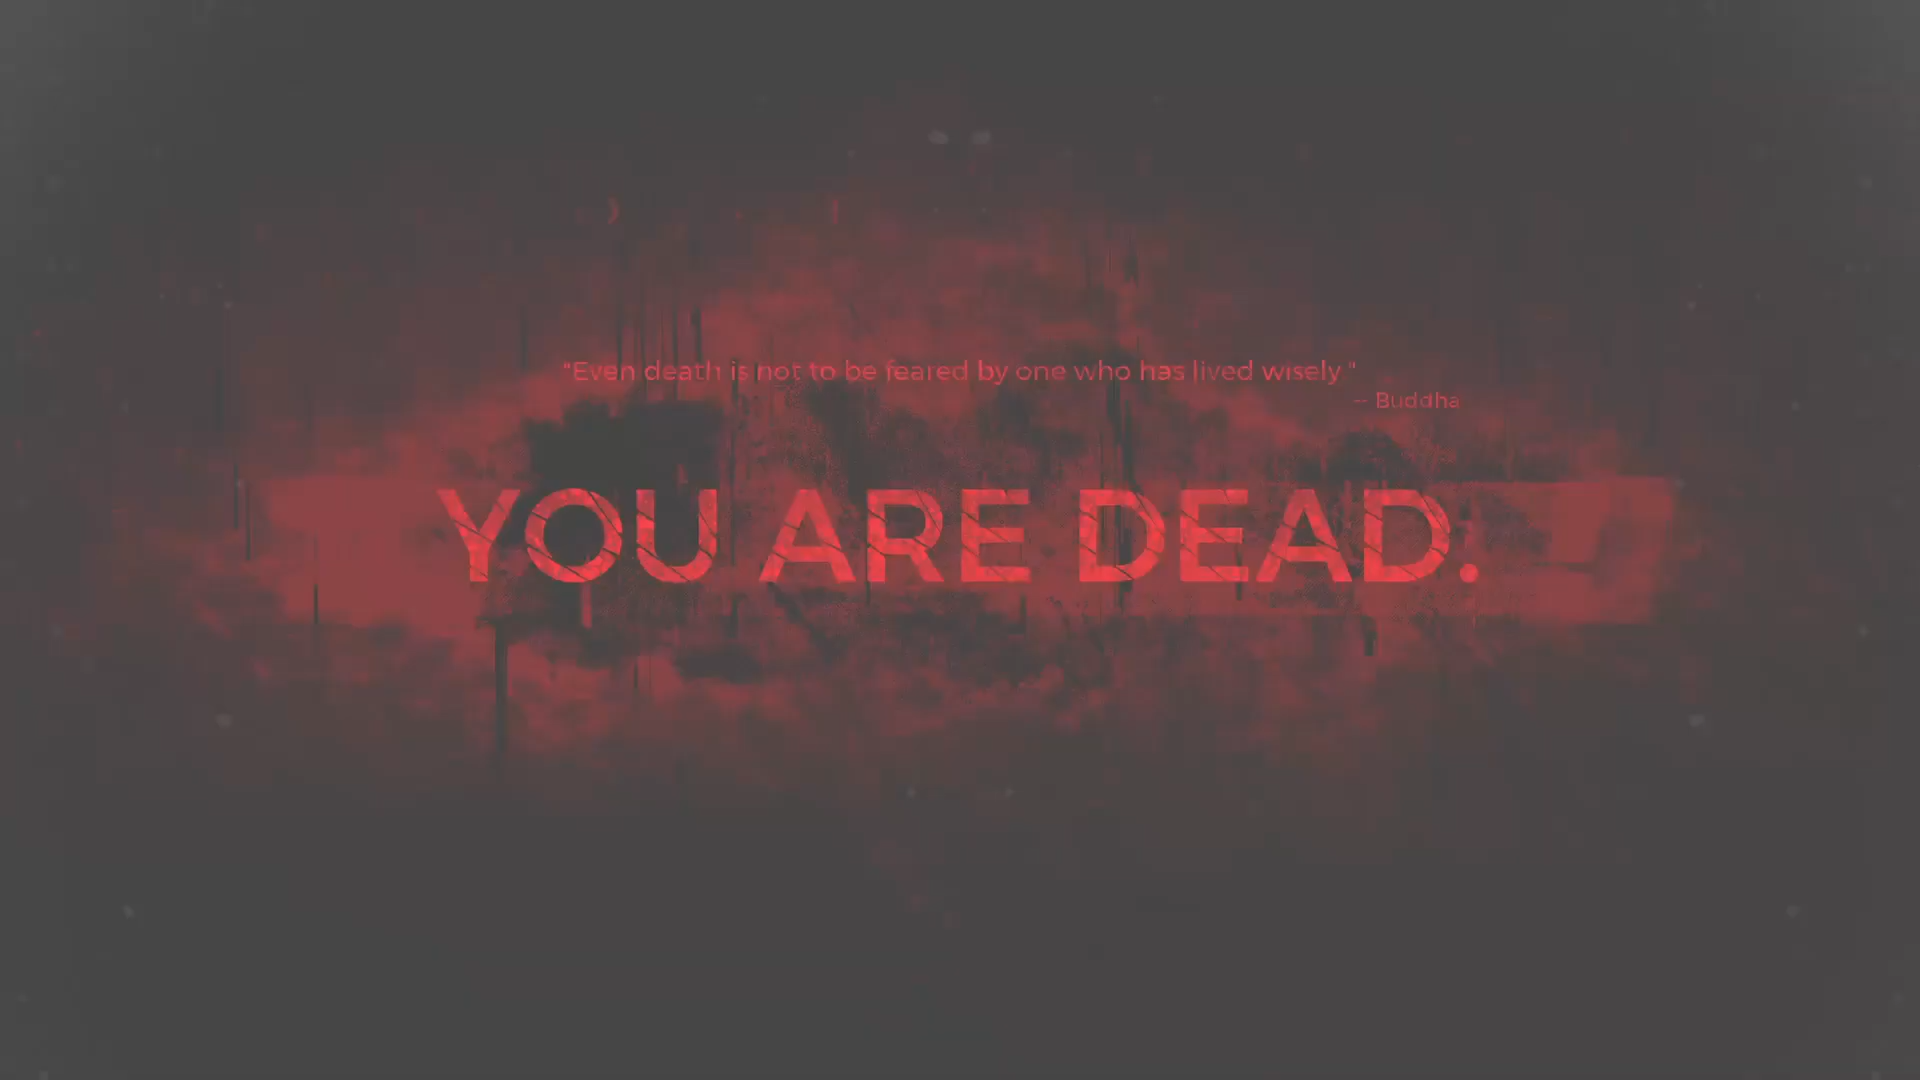 "Even death is not to be feared by one who has lived wisely."
-- Buddha
YOU ARE DEAD.